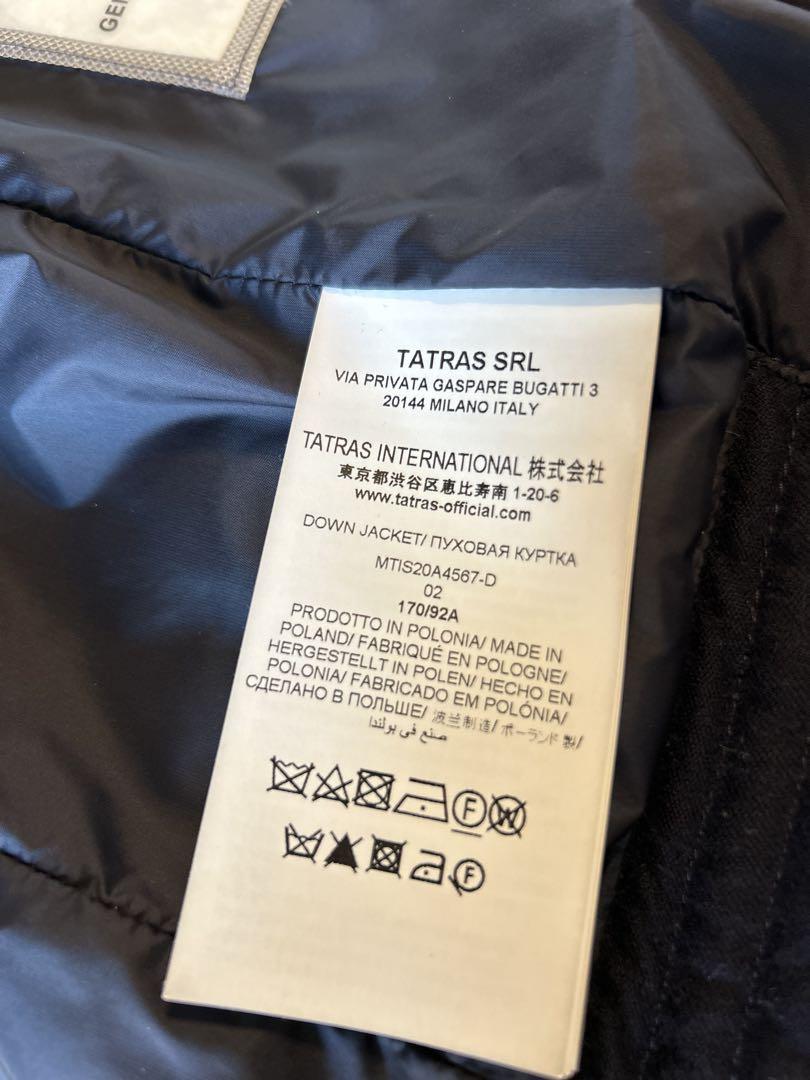 GE
TATRAS SRL
VIA PRIVATA GASPARE BUGATTI 3
20144 MILANO ITALY
TATRAS INTERNATIONAL 株式会社
東京都渋谷区恵比寿南 1-20-6
www.tatras-official.com
DOWN JACKET/ ПУХОВАЯ КУРТКА
MTIS20A4567-D
02
170/92A
PRODOTTO IN POLONIA/ MADE IN
POLAND/ FABRIQUÉ EN POLOGNE/
HERGESTELLT IN POLEN/ HECHO EN
POLONIA/ FABRICADO EM POLÓNIA/
СДЕЛАНО В ПОЛЬШЕ/ 波兰制造/ ポーランド製/
صنع في بولندا
F W
F